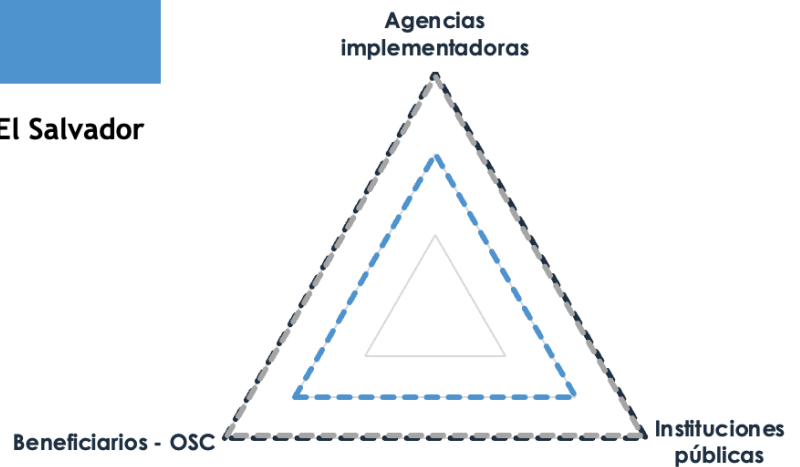 Agencias
implementadoras
El Salvador
Beneficiarios - OSC
Instituciones
públicas